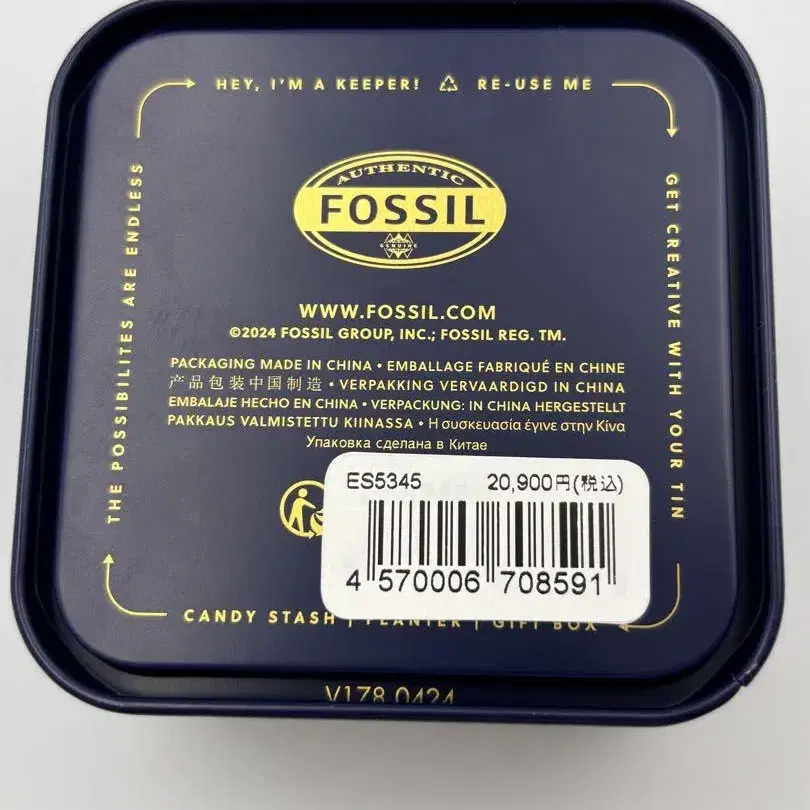 HEY, I'M A KEEPER! RE-USE ME
GET CREATIVE WITH YOUR TIN
THE POSSIBILITES ARE ENDLESS
AUTHENTIC
FOSSIL
GENUINE
WWW.FOSSIL.COM
©2024 FOSSIL GROUP, INC.; FOSSIL REG. TM.
PACKAGING MADE IN CHINA • EMBALLAGE FABRIQUÉ EN CHINE
产品包装中国制造 • VERPAKKING VERVAARDIGD IN CHINA
EMBALAJE HECHO EN CHINA • VERPACKUNG: IN CHINA HERGESTELLT
PAKKAUS VALMISTETTU KIINASSA • Η συσκευασία έγινε στην Κίνα
Упаковка сделана в Китае
ES5345 20,900円(税込)
4 570006 708591
CANDY STASH | PLANTER | GIFT BOX
V178 0424